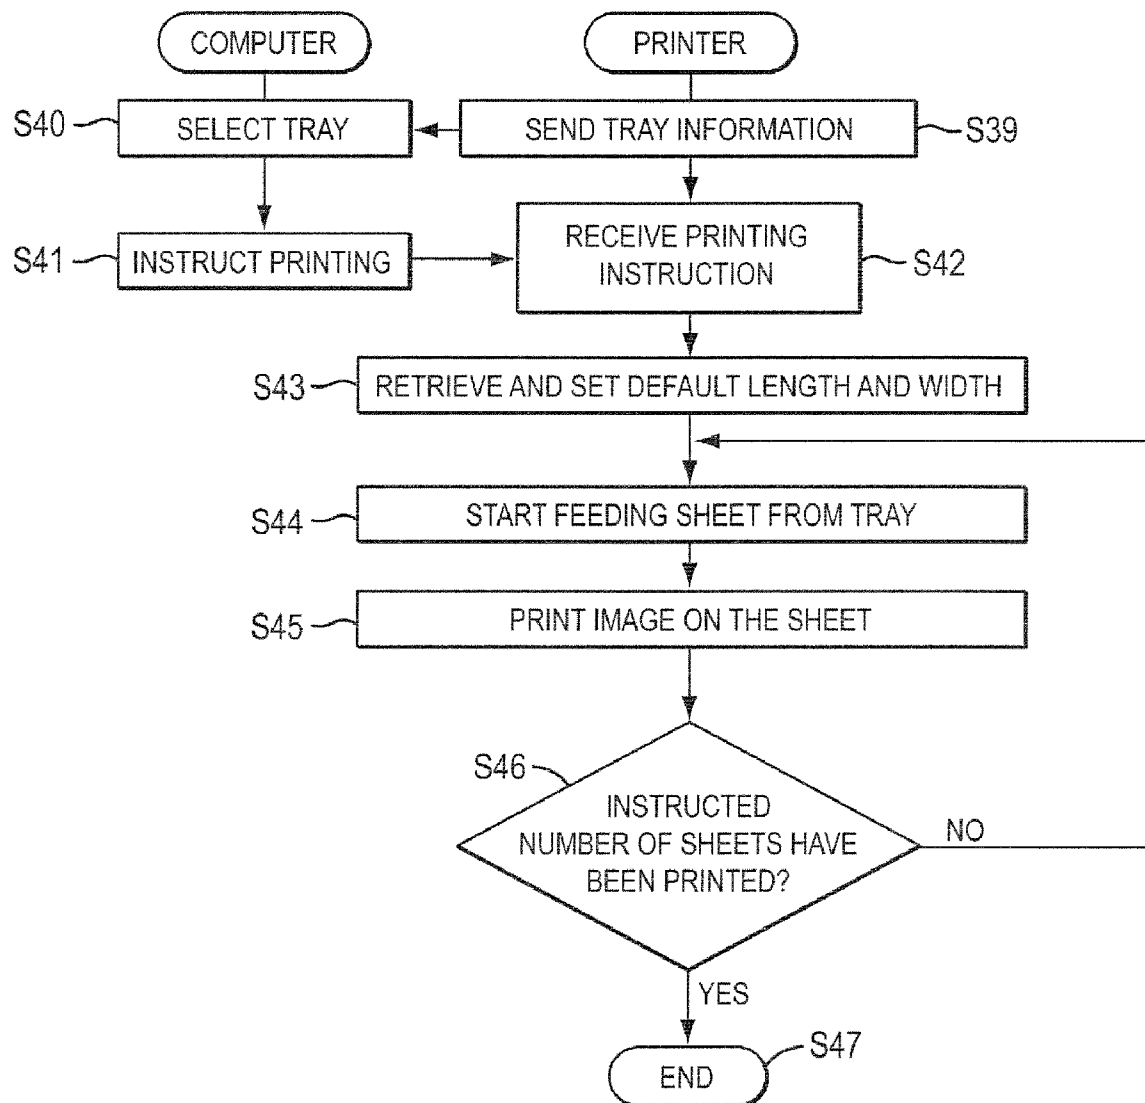 COMPUTER
PRINTER
S40
SELECT TRAY
SEND TRAY INFORMATION
S39
S41
INSTRUCT PRINTING
RECEIVE PRINTING
INSTRUCTION
S42
S43
RETRIEVE AND SET DEFAULT LENGTH AND WIDTH
S44
START FEEDING SHEET FROM TRAY
S45
PRINT IMAGE ON THE SHEET
S46
INSTRUCTED
NUMBER OF SHEETS HAVE
BEEN PRINTED?
NO
YES
S47
END